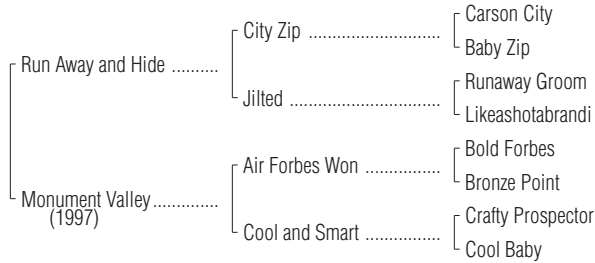 Carson City
City Zip ...........................
Baby Zip
Run Away and Hide ..........
Runaway Groom
Jilted ...............................
Likeashotabrandi
Bold Forbes
Air Forbes Won ................
Bronze Point
Monument Valley..............
(1997)
Crafty Prospector
Cool and Smart ................
Cool Baby